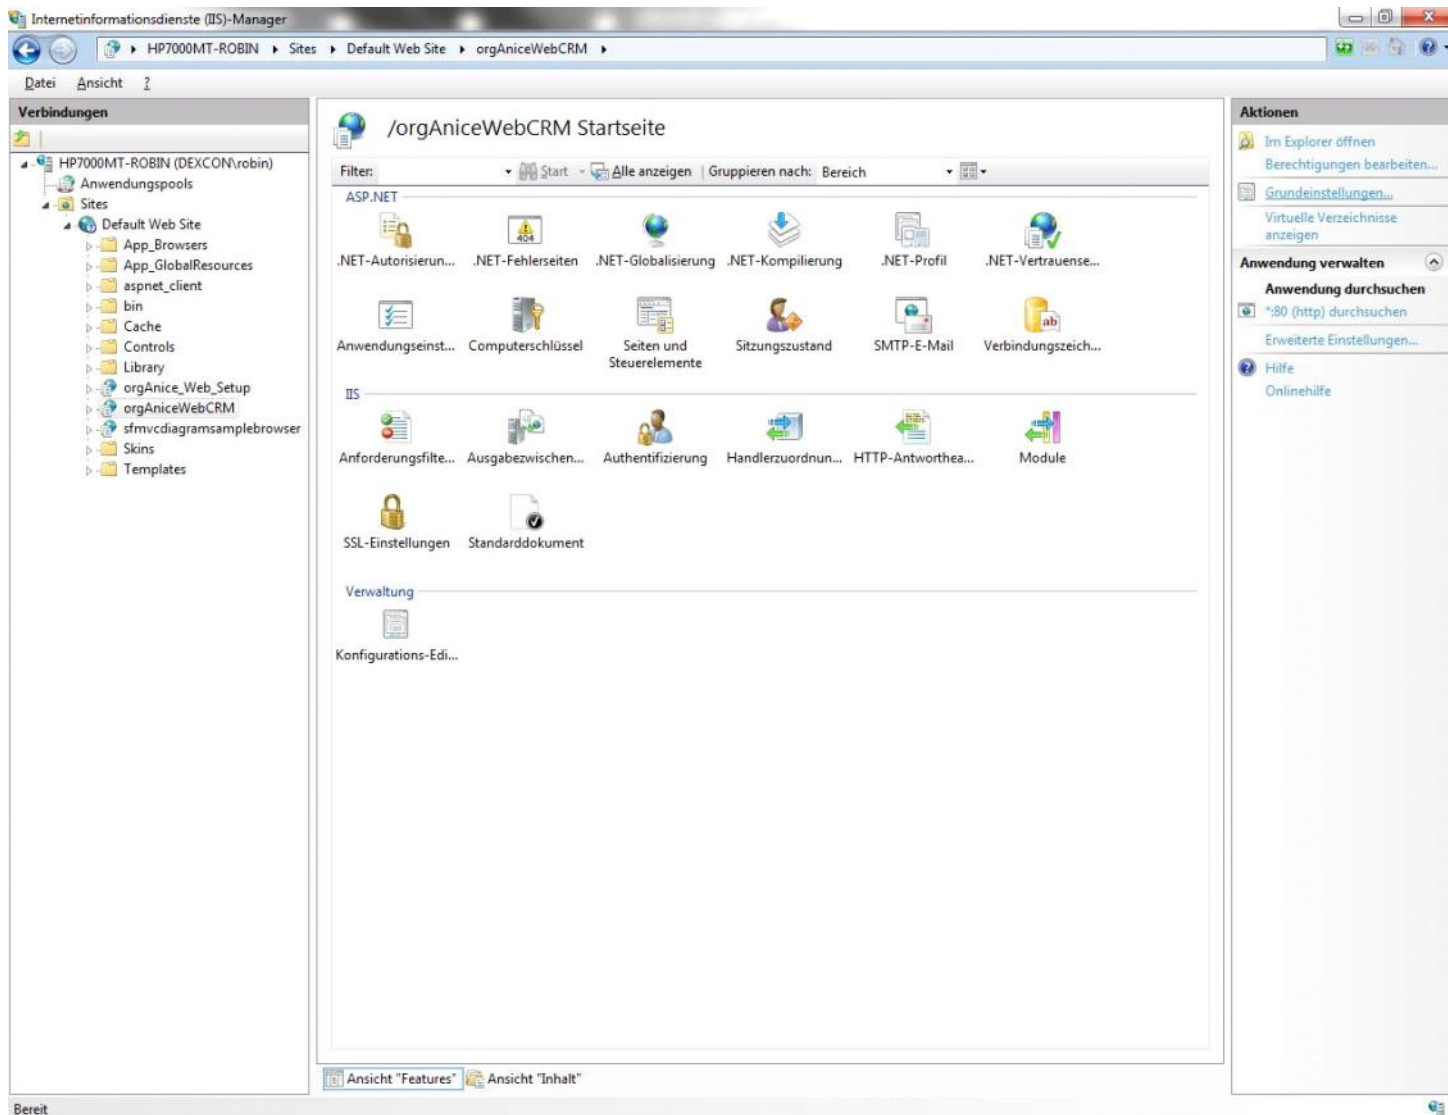 Internetinformationsdienste (IIS)-Manager
HP7000MT-ROBIN Sites Default Web Site orgAniceWebCRM
Datei Ansicht ?
Verbindungen
HP7000MT-ROBIN (DEXCON\robin)
Anwendungspools
Sites
Default Web Site
App_Browsers
App_GlobalResources
aspnet_client
bin
Cache
Controls
Library
orgAnice_Web_Setup
orgAniceWebCRM
sfmvcdiagramsamplebrowser
Skins
Templates
/orgAniceWebCRM Startseite
Filter: Start Alle anzeigen Gruppieren nach: Bereich
ASP.NET
404
.NET-Autorisierun... .NET-Fehlerseiten .NET-Globalisierung .NET-Kompilierung .NET-Profil .NET-Vertrauense...
ab
Anwendungseinst... Computerschlüssel Seiten und Sitzungszustand SMTP-E-Mail Verbindungszeich...
Steuerelemente
IIS
Anforderungsfilte... Ausgabezwischen... Authentifizierung Handlerzuordnun... HTTP-Antworthea... Module
SSL-Einstellungen Standarddokument
Verwaltung
Konfigurations-Edi...
Ansicht "Features" Ansicht "Inhalt"
Aktionen
Im Explorer öffnen
Berechtigungen bearbeiten...
Grundeinstellungen...
Virtuelle Verzeichnisse
anzeigen
Anwendung verwalten
Anwendung durchsuchen
*:80 (http) durchsuchen
Erweiterte Einstellungen...
Hilfe
Onlinehilfe
Bereit